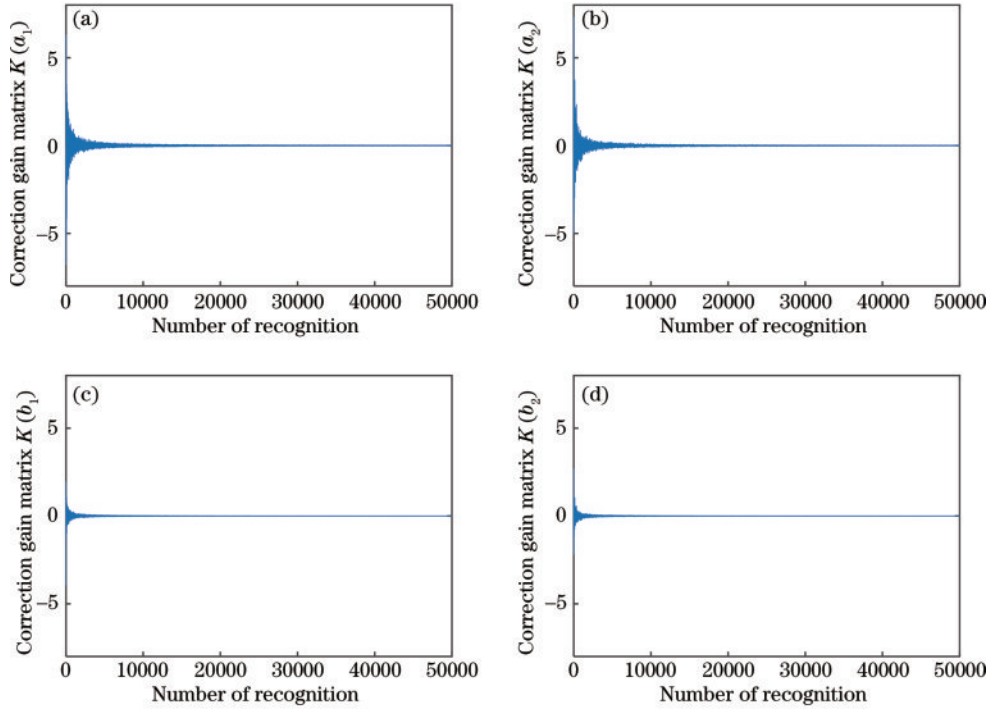 (a)
Correction gain matrix K (a₁)
5
0
−5
0 10000 20000 30000 40000 50000
Number of recognition
(b)
Correction gain matrix K (a₂)
5
0
−5
0 10000 20000 30000 40000 50000
Number of recognition
(c)
Correction gain matrix K (b₁)
5
0
−5
0 10000 20000 30000 40000 50000
Number of recognition
(d)
Correction gain matrix K (b₂)
5
0
−5
0 10000 20000 30000 40000 50000
Number of recognition